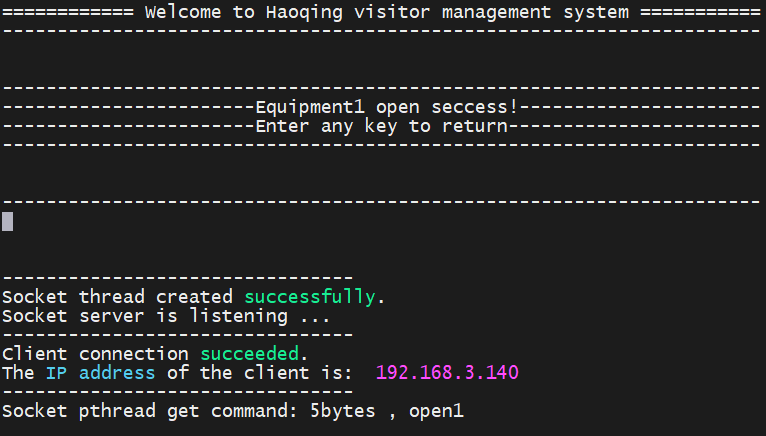 ============ Welcome to Haoqing visitor management system ===========
---------------------------------------------------------------------
---------------------------------------------------------------------
-----------------------Equipment1 open seccess!----------------------
-----------------------Enter any key to return-----------------------
---------------------------------------------------------------------
---------------------------------------------------------------------
--------------------------------
Socket thread created successfully.
Socket server is listening ...
--------------------------------
Client connection succeeded.
The IP address of the client is:  192.168.3.140
--------------------------------
Socket pthread get command: 5bytes , open1